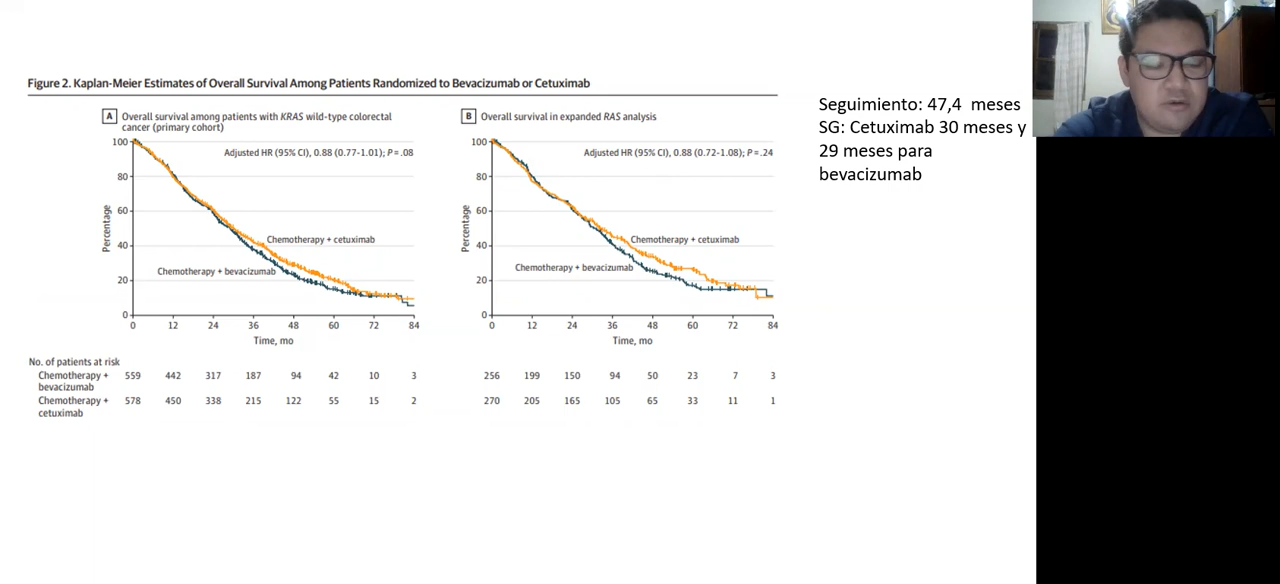 Figure 2. Kaplan-Meier Estimates of Overall Survival Among Patients Randomized to Bevacizumab or Cetuximab
A Overall survival among patients with KRAS wild-type colorectal
cancer (primary cohort)
Adjusted HR (95% CI), 0.88 (0.77-1.01); P = .08
100
80
60
40
20
0
Percentage
Chemotherapy + cetuximab
Chemotherapy + bevacizumab
0 12 24 36 48 60 72 84
Time, mo
B Overall survival in expanded RAS analysis
Adjusted HR (95% CI), 0.88 (0.72-1.08); P = .24
100
80
60
40
20
0
Percentage
Chemotherapy + cetuximab
Chemotherapy + bevacizumab
0 12 24 36 48 60 72 84
Time, mo
No. of patients at risk
Chemotherapy + 559 442 317 187 94 42 10 3 256 199 150 94 50 23 7 3
bevacizumab
Chemotherapy + 578 450 338 215 122 55 15 2 270 205 165 105 65 33 11 1
cetuximab
Seguimiento: 47,4 meses
SG: Cetuximab 30 meses y
29 meses para
bevacizumab